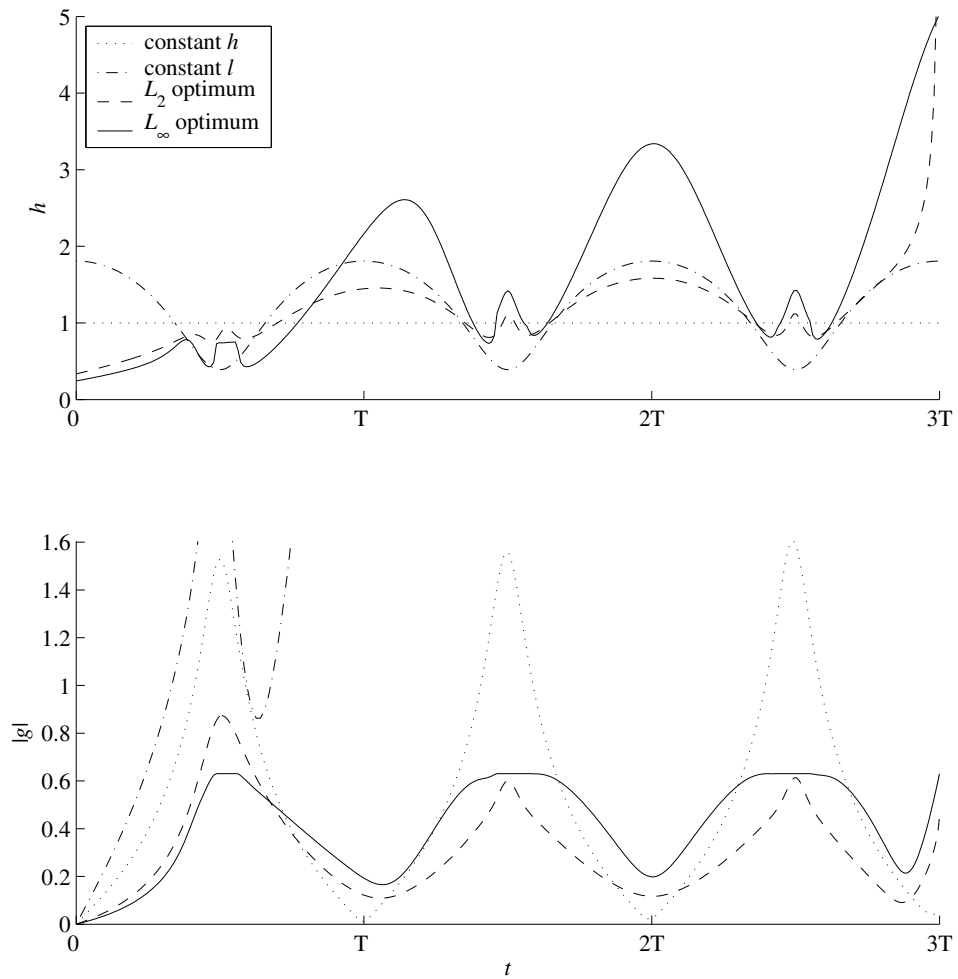 5
4
3
2
1
0
h
constant h
constant l
L₂ optimum
L∞ optimum
0
T
2T
3T
1.6
1.4
1.2
1
0.8
0.6
0.4
0.2
0
|g|
0
T
2T
3T
t